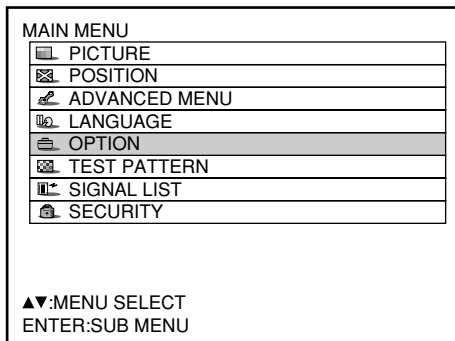 MAIN MENU
PICTURE
POSITION
ADVANCED MENU
LANGUAGE
OPTION
TEST PATTERN
SIGNAL LIST
SECURITY
▲▼:MENU SELECT
ENTER:SUB MENU